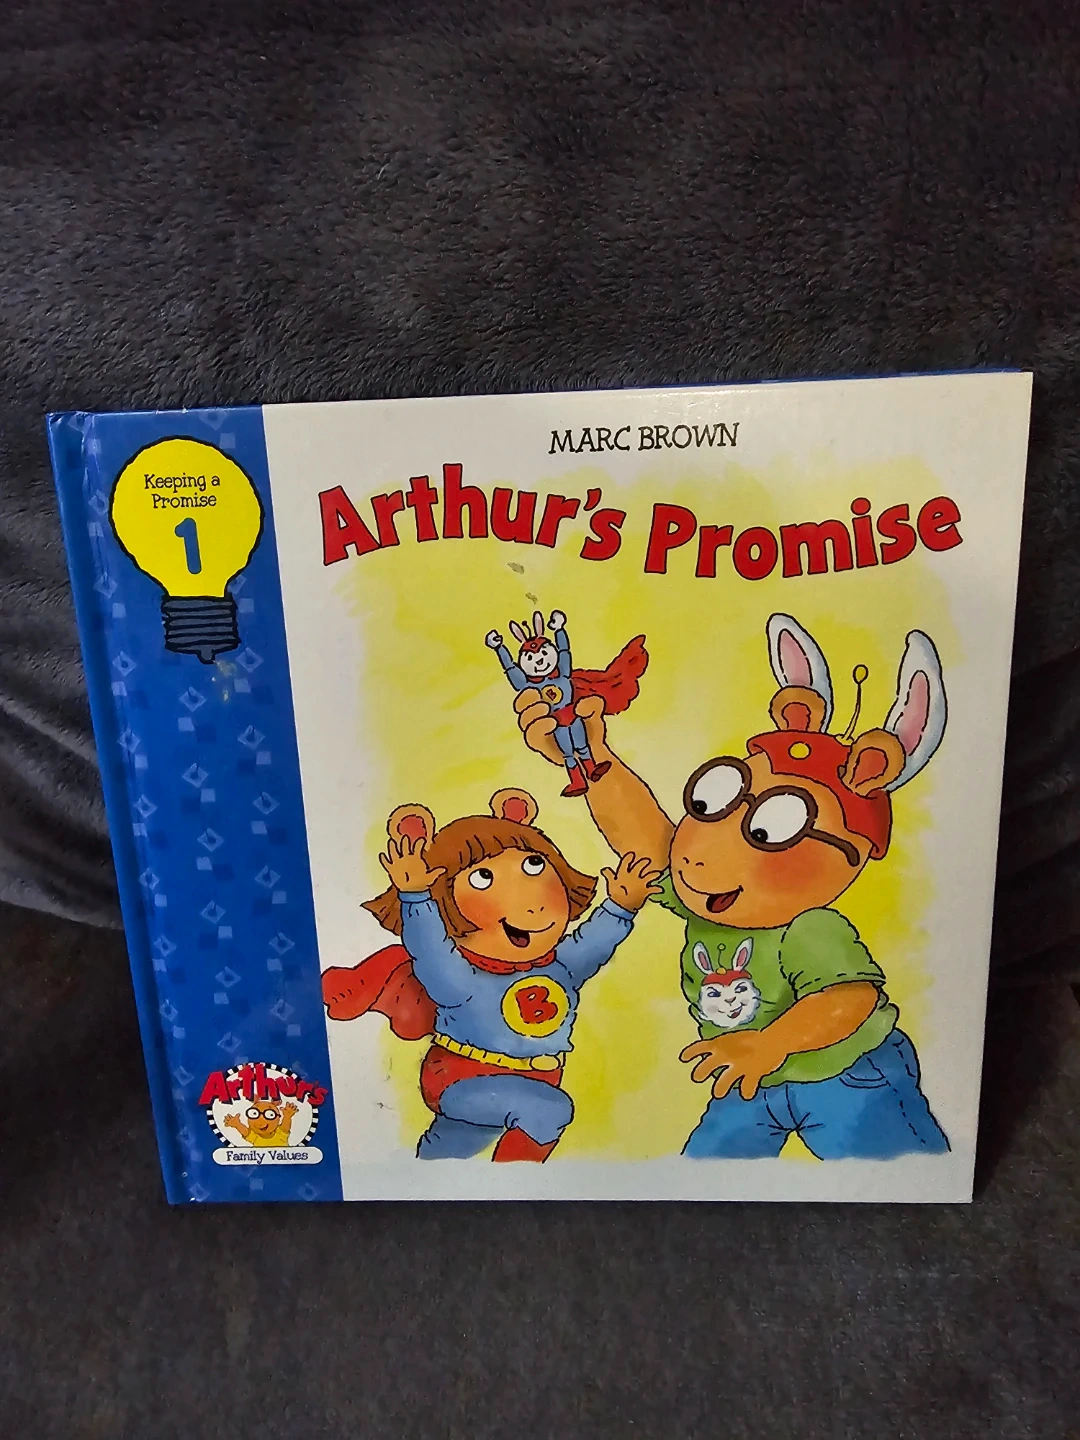 MARC BROWN
Arthur's Promise
Keeping a
Promise
1
B
B
Arthur's
Family Values